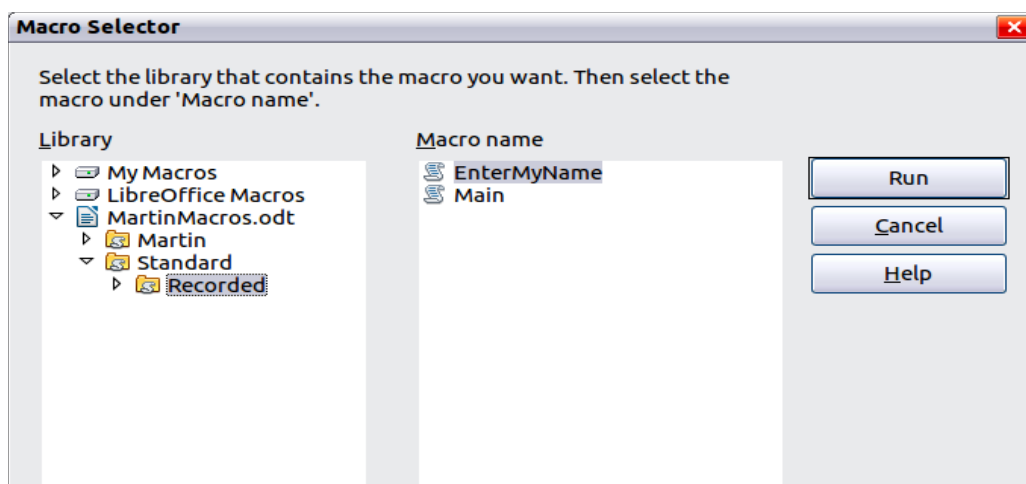 Macro Selector
Select the library that contains the macro you want. Then select the
macro under 'Macro name'.
Library
My Macros
LibreOffice Macros
MartinMacros.odt
Martin
Standard
Recorded
Macro name
EnterMyName
Main
Run
Cancel
Help